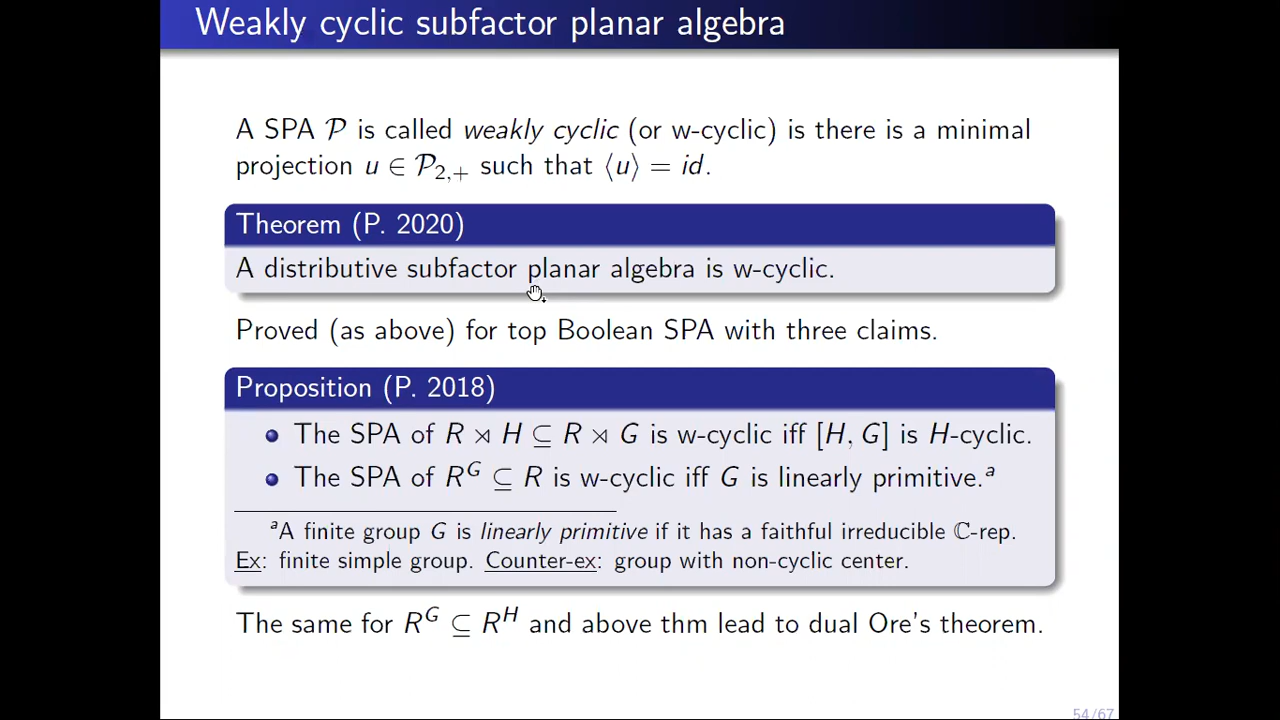 Weakly cyclic subfactor planar algebra
A SPA 𝒫 is called weakly cyclic (or w-cyclic) is there is a minimal
projection u ∈ 𝒫₂,₊ such that ⟨u⟩ = id.
Theorem (P. 2020)
A distributive subfactor planar algebra is w-cyclic.
Proved (as above) for top Boolean SPA with three claims.
Proposition (P. 2018)
The SPA of R ⋊ H ⊆ R ⋊ G is w-cyclic iff [H, G] is H-cyclic.
The SPA of R^G ⊆ R is w-cyclic iff G is linearly primitive.^a
^aA finite group G is linearly primitive if it has a faithful irreducible ℂ-rep.
Ex: finite simple group. Counter-ex: group with non-cyclic center.
The same for R^G ⊆ R^H and above thm lead to dual Ore's theorem.
54/67